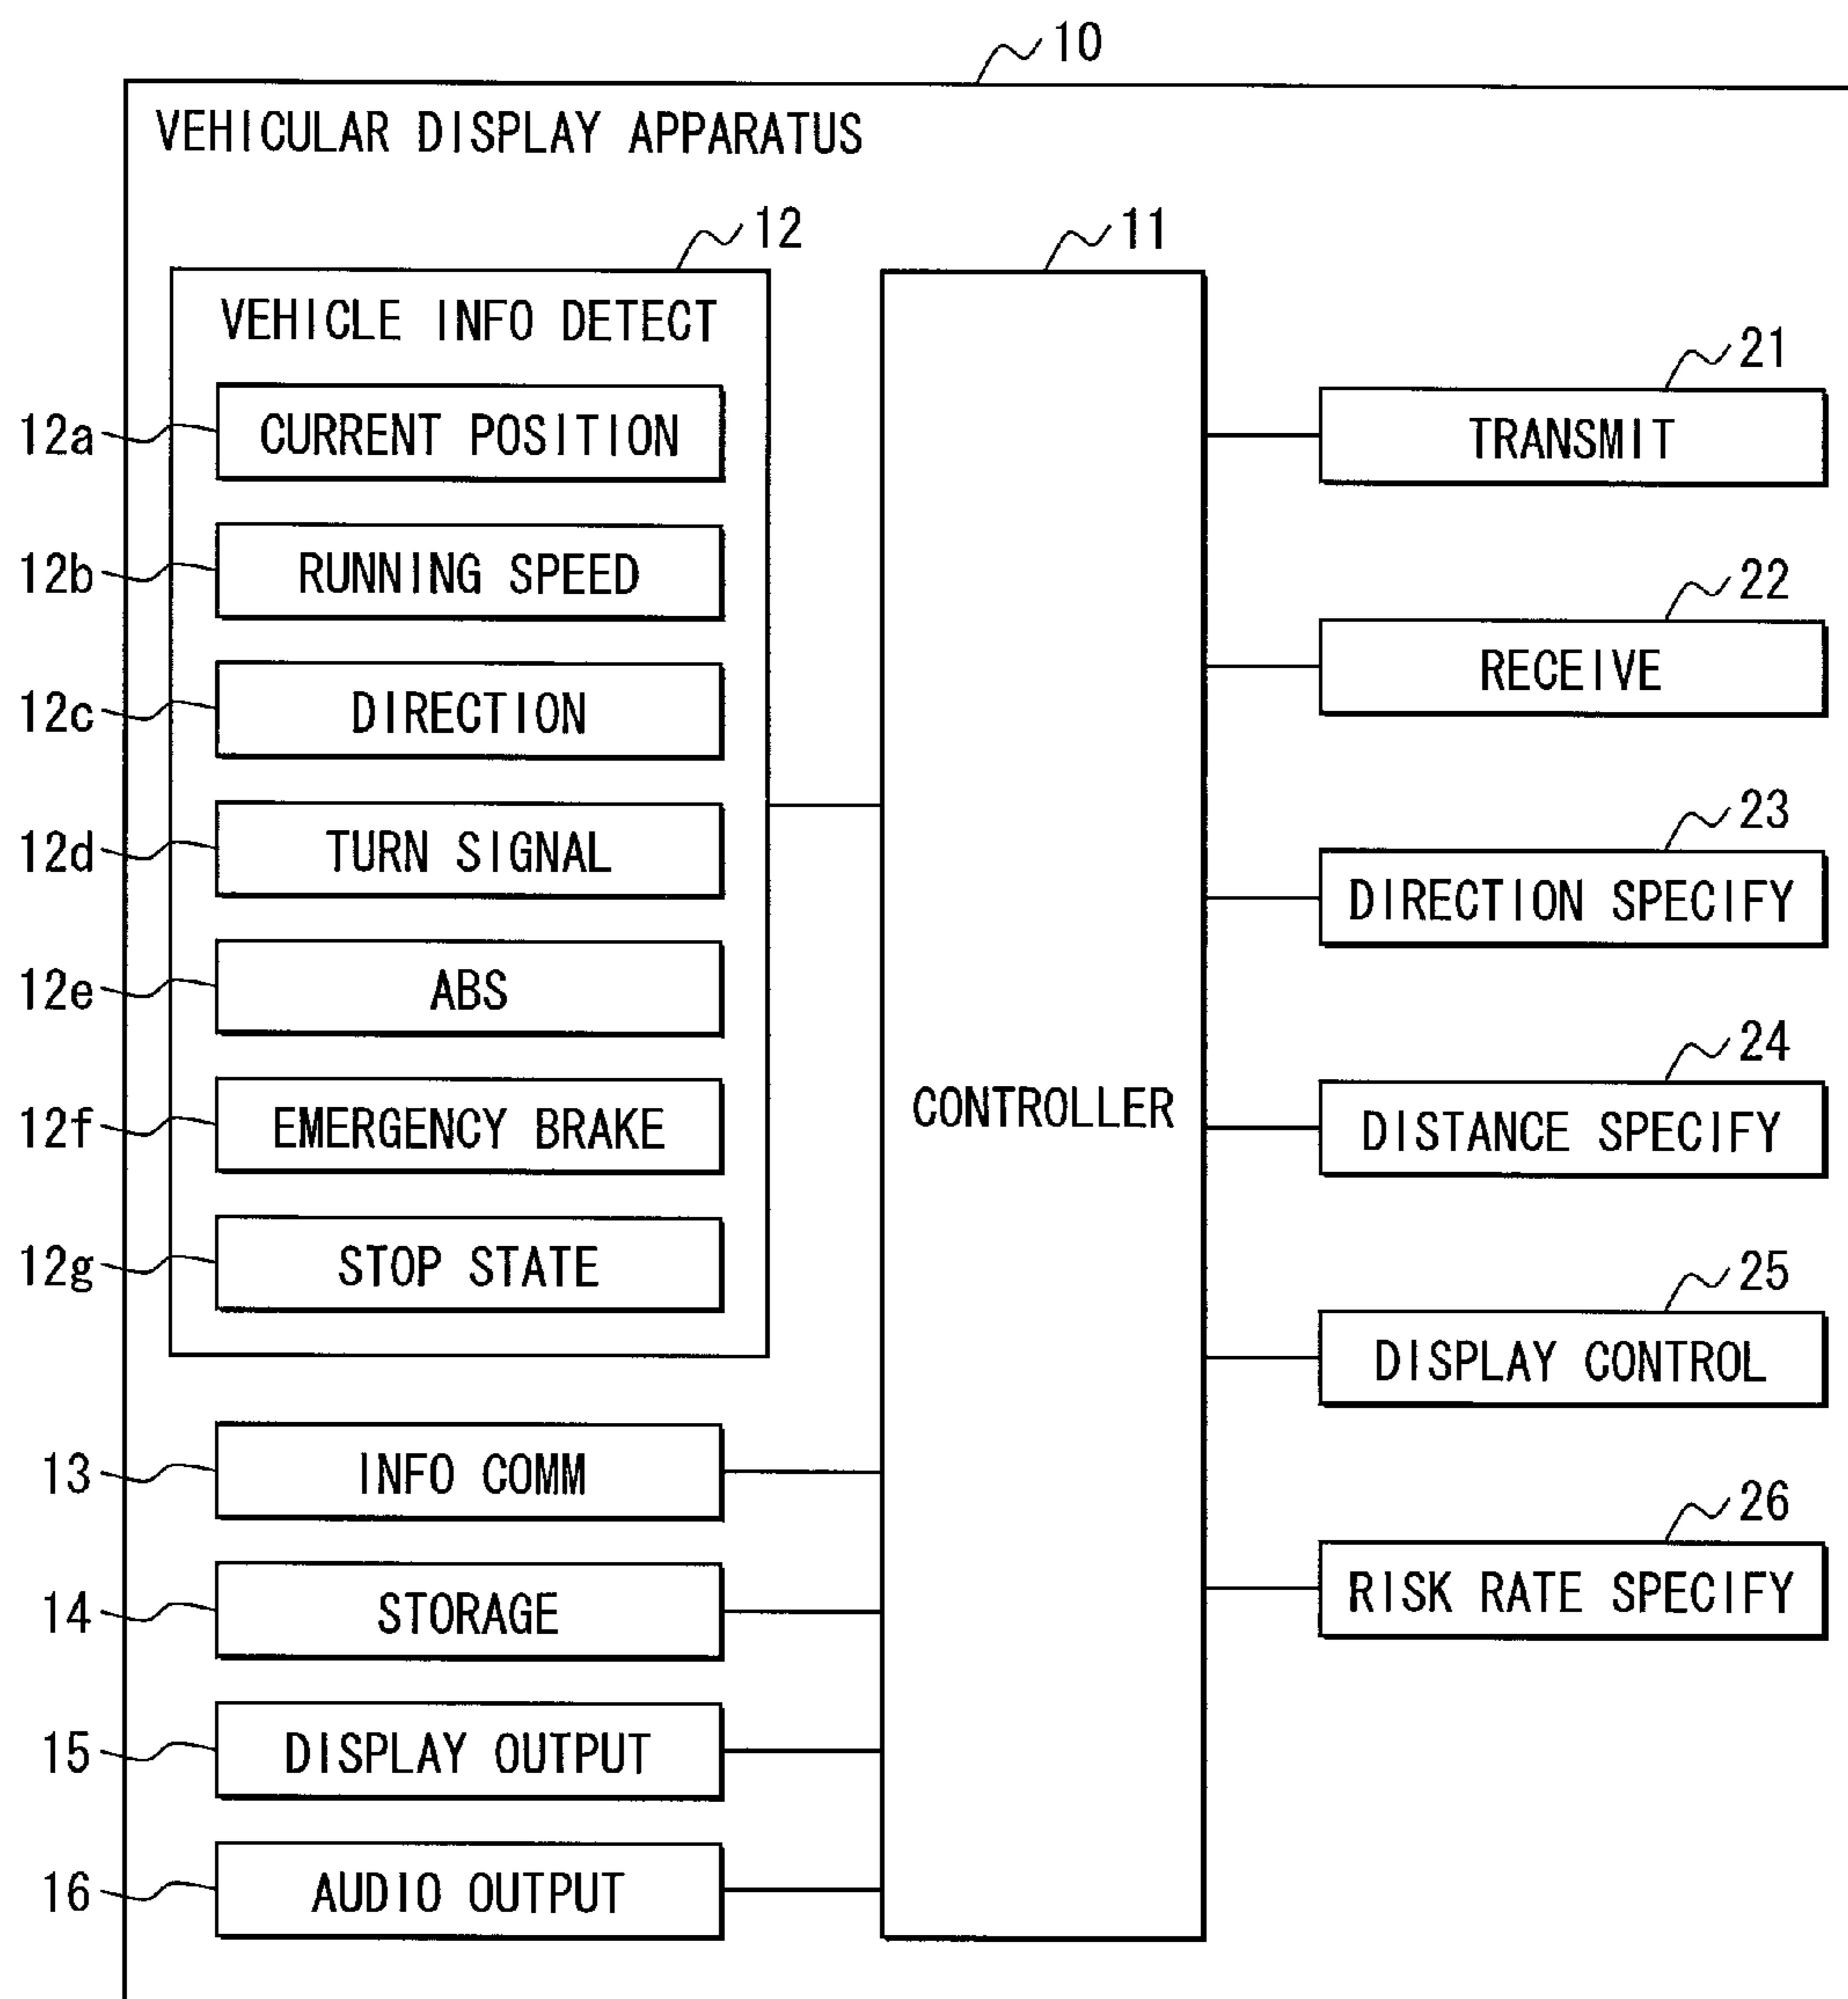 10
VEHICULAR DISPLAY APPARATUS
12
VEHICLE INFO DETECT
12a
CURRENT POSITION
12b
RUNNING SPEED
12c
DIRECTION
12d
TURN SIGNAL
12e
ABS
12f
EMERGENCY BRAKE
12g
STOP STATE
13
INFO COMM
14
STORAGE
15
DISPLAY OUTPUT
16
AUDIO OUTPUT
11
CONTROLLER
21
TRANSMIT
22
RECEIVE
23
DIRECTION SPECIFY
24
DISTANCE SPECIFY
25
DISPLAY CONTROL
26
RISK RATE SPECIFY